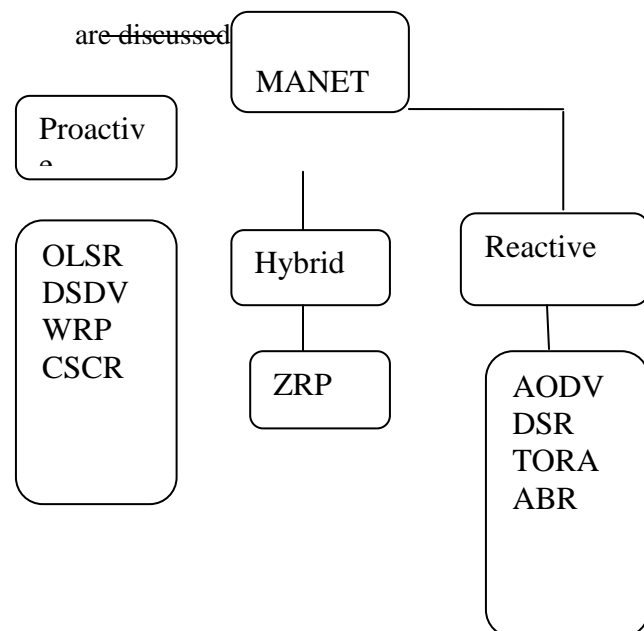 are discussed
MANET
Proactiv
e
OLSR
DSDV
WRP
CSCR
Hybrid
ZRP
Reactive
AODV
DSR
TORA
ABR